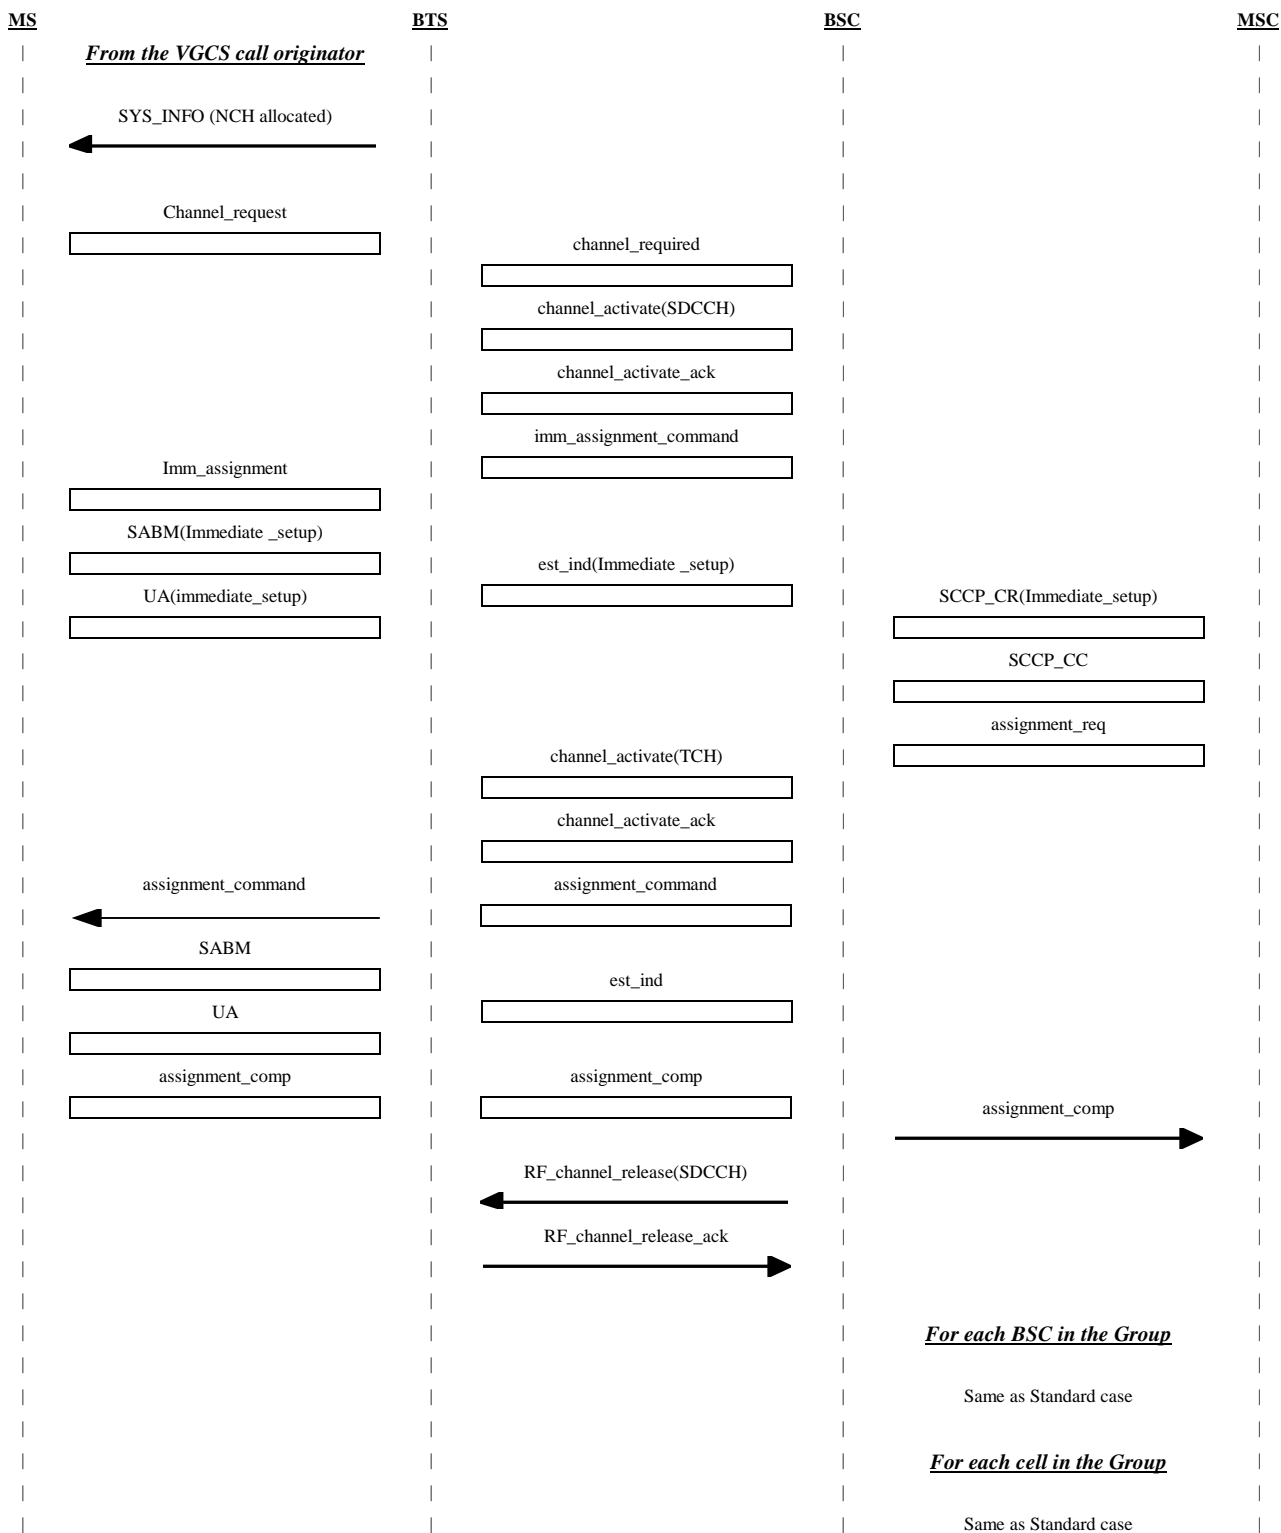 MS BTS BSC MSC
From the VGCS call originator
SYS_INFO (NCH allocated)
Channel_request
channel_required
channel_activate(SDCCH)
channel_activate_ack
imm_assignment_command
Imm_assignment
SABM(Immediate _setup)
est_ind(Immediate _setup)
UA(immediate_setup)
SCCP_CR(Immediate_setup)
SCCP_CC
assignment_req
channel_activate(TCH)
channel_activate_ack
assignment_command
assignment_command
SABM
est_ind
UA
assignment_comp
assignment_comp
assignment_comp
RF_channel_release(SDCCH)
RF_channel_release_ack
For each BSC in the Group
Same as Standard case
For each cell in the Group
Same as Standard case